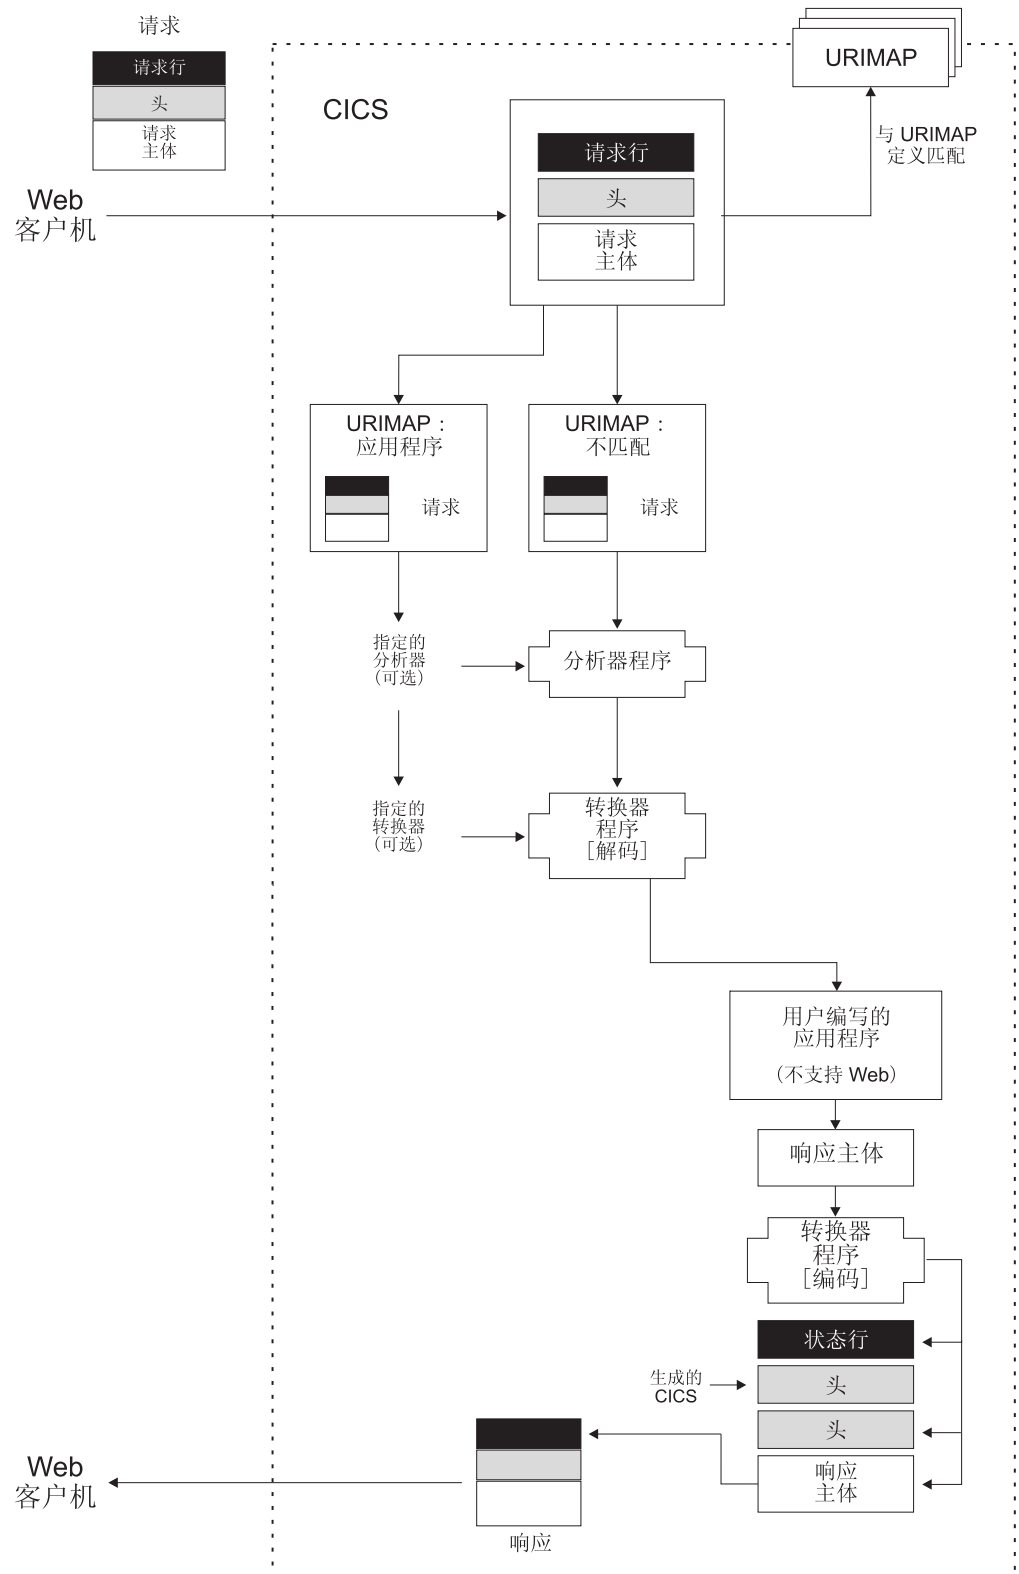 请求
请求行
头
请求
主体
URIMAP
CICS
与 URIMAP
定义匹配
请求行
头
请求
主体
Web
客户机
URIMAP：
应用程序
请求
URIMAP：
不匹配
请求
指定的
分析器
(可选)
分析器程序
指定的
转换器
(可选)
转换器
程序
[解码]
用户编写的
应用程序
(不支持 Web)
响应主体
转换器
程序
[编码]
状态行
生成的
CICS
头
头
响应
主体
Web
客户机
响应